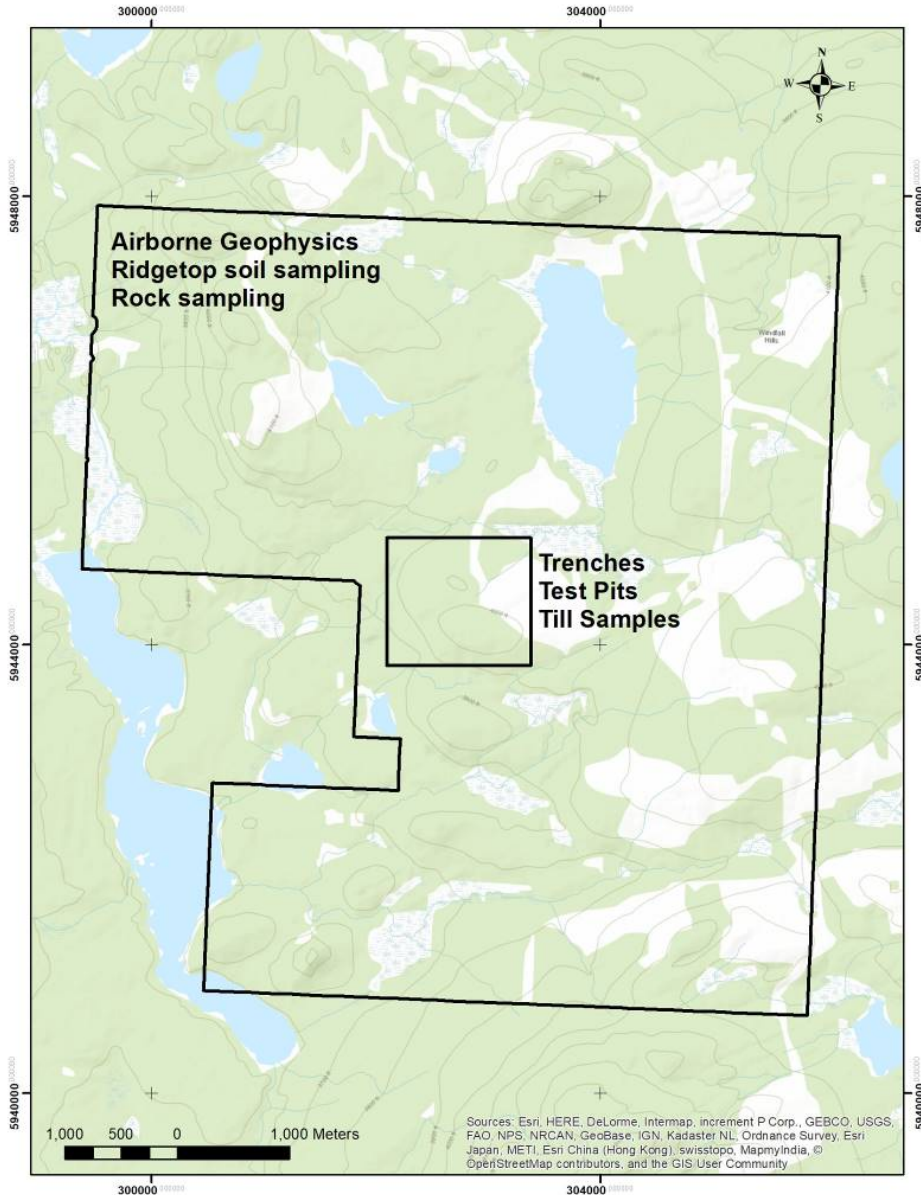 300000
304000
N
W E
S
5948000
5948000
Airborne Geophysics
Ridgetop soil sampling
Rock sampling
Windfall
Hills
Trenches
Test Pits
Till Samples
5944000
5944000
5940000
5940000
1,000 500 0 1,000 Meters
Sources: Esri, HERE, DeLorme, Intermap, increment P Corp., GEBCO, USGS,
FAO, NPS, NRCAN, GeoBase, IGN, Kadaster NL, Ordnance Survey, Esri
Japan, METI, Esri China (Hong Kong), swisstopo, MapmyIndia, ©
OpenStreetMap contributors, and the GIS User Community
300000
304000